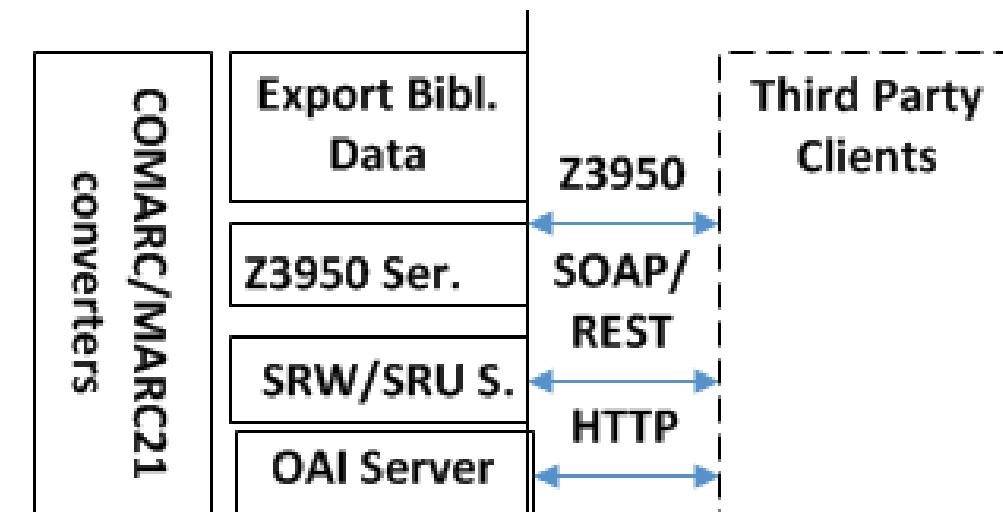 COMARC/MARC21
converters
Export Bibl.
Data
Z3950 Ser.
SRW/SRU S.
OAI Server
Z3950
SOAP/
REST
HTTP
Third Party
Clients